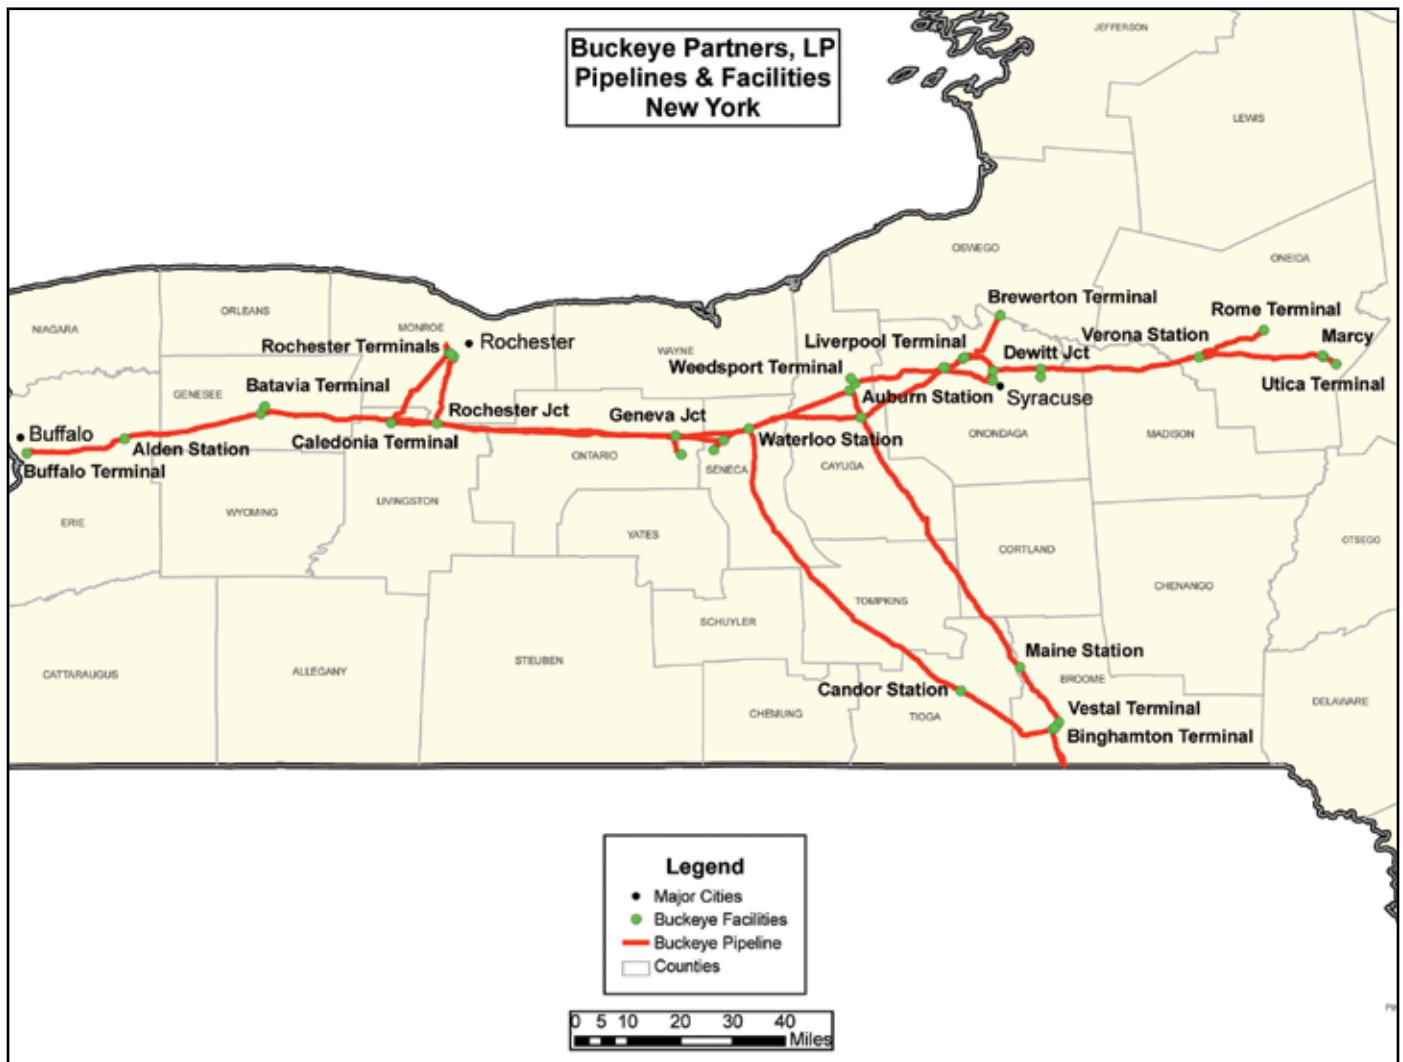 Buckeye Partners, LP
Pipelines & Facilities
New York
JEFFERSON
LEWIS
OSWEGO
ONEIDA
Brewerton Terminal
Rome Terminal
ORLEANS
NIAGARA
MONROE
Rochester Terminals
Rochester
WAYNE
Liverpool Terminal
Verona Station
Marcy
Dewitt Jct
Weedsport Terminal
Utica Terminal
Batavia Terminal
GENESEE
Auburn Station
Syracuse
Rochester Jct
Geneva Jct
Buffalo
Alden Station
Caledonia Terminal
Waterloo Station
ONONDAGA
MADISON
Buffalo Terminal
ONTARIO
SENECA
CAYUGA
LIVINGSTON
WYOMING
ERIE
YATES
CORTLAND
OTSEGO
CHENANGO
TOMPKINS
SCHUYLER
Maine Station
STEUBEN
ALLEGANY
CATTARAUGUS
BROOME
Candor Station
DELAWARE
CHEMUNG
TIOGA
Vestal Terminal
Binghamton Terminal
Legend
Major Cities
Buckeye Facilities
Buckeye Pipeline
Counties
0 5 10 20 30 40
Miles